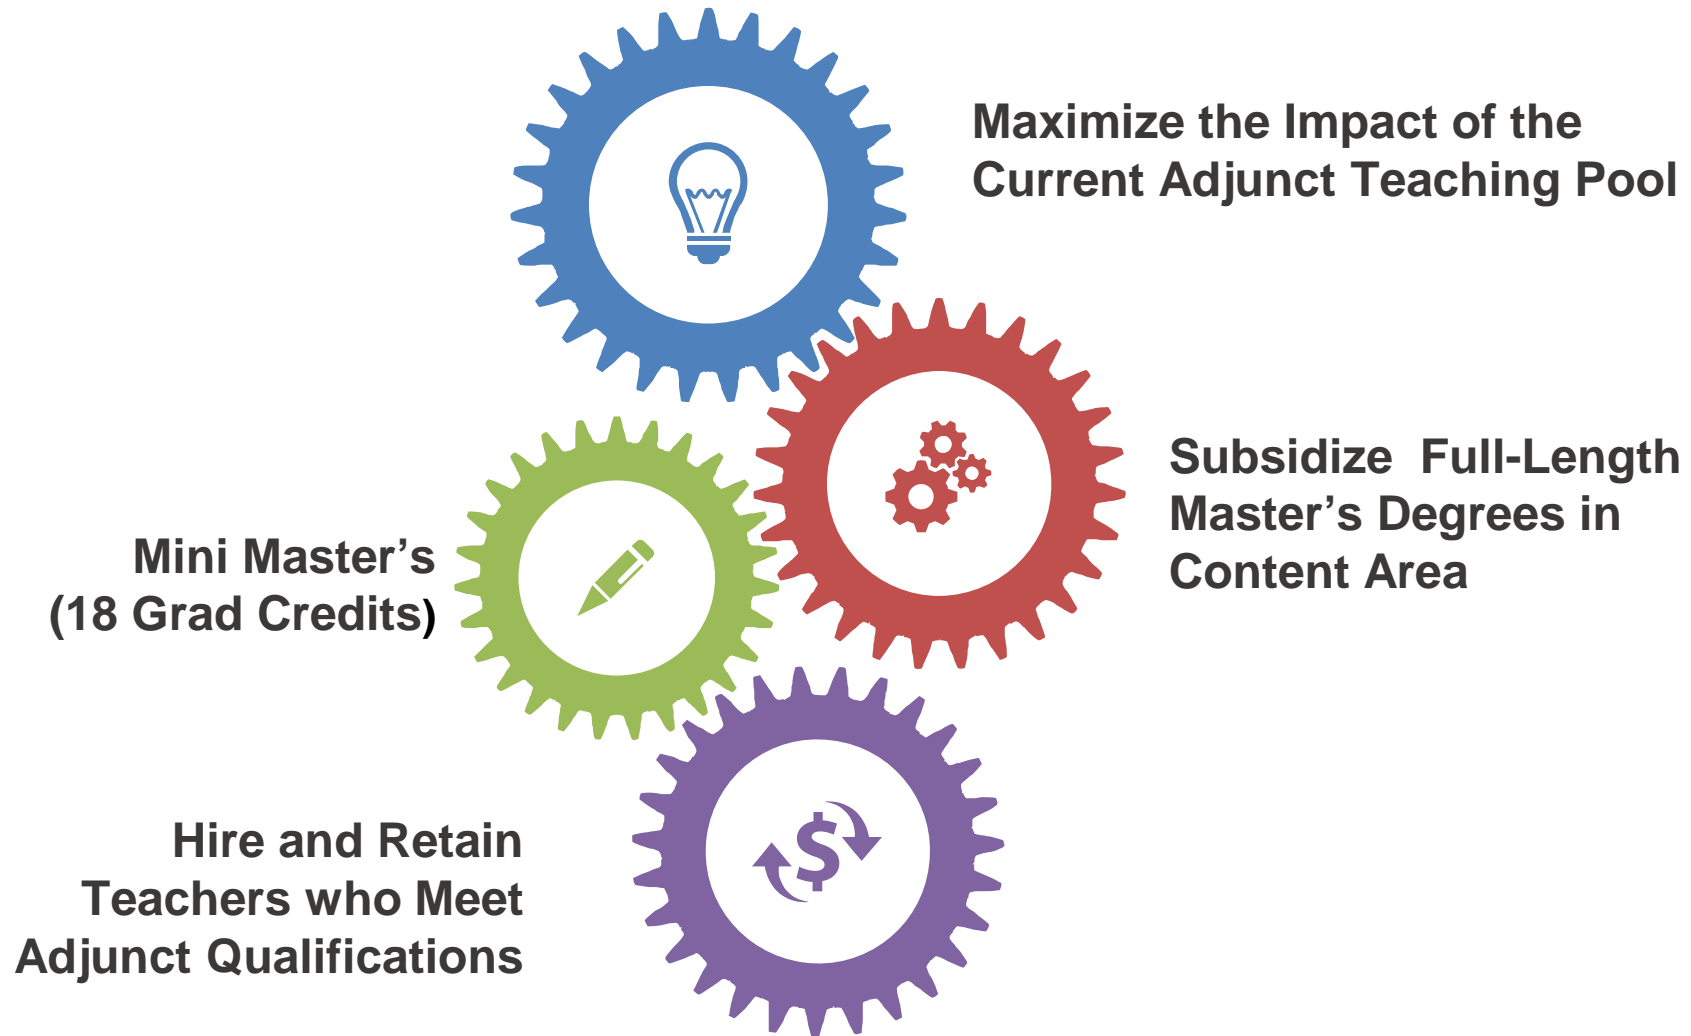 Maximize the Impact of the
Current Adjunct Teaching Pool
Subsidize  Full-Length
Master’s Degrees in
Content Area
Mini Master’s
(18 Grad Credits)
Hire and Retain
Teachers who Meet
Adjunct Qualifications
$